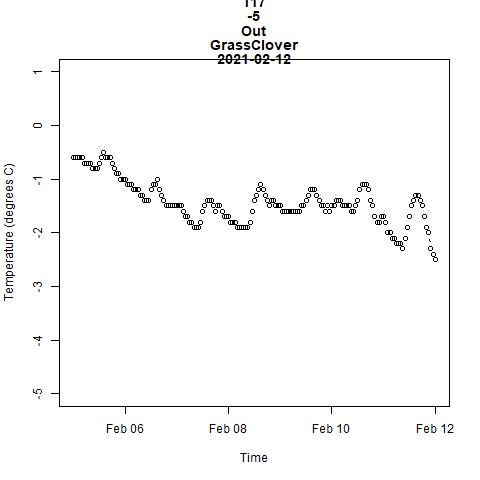 117
-5
Out
GrassClover
2021-02-12
Temperature (degrees C)
1
0
-1
-2
-3
-4
-5
Feb 06
Feb 08
Feb 10
Feb 12
Time